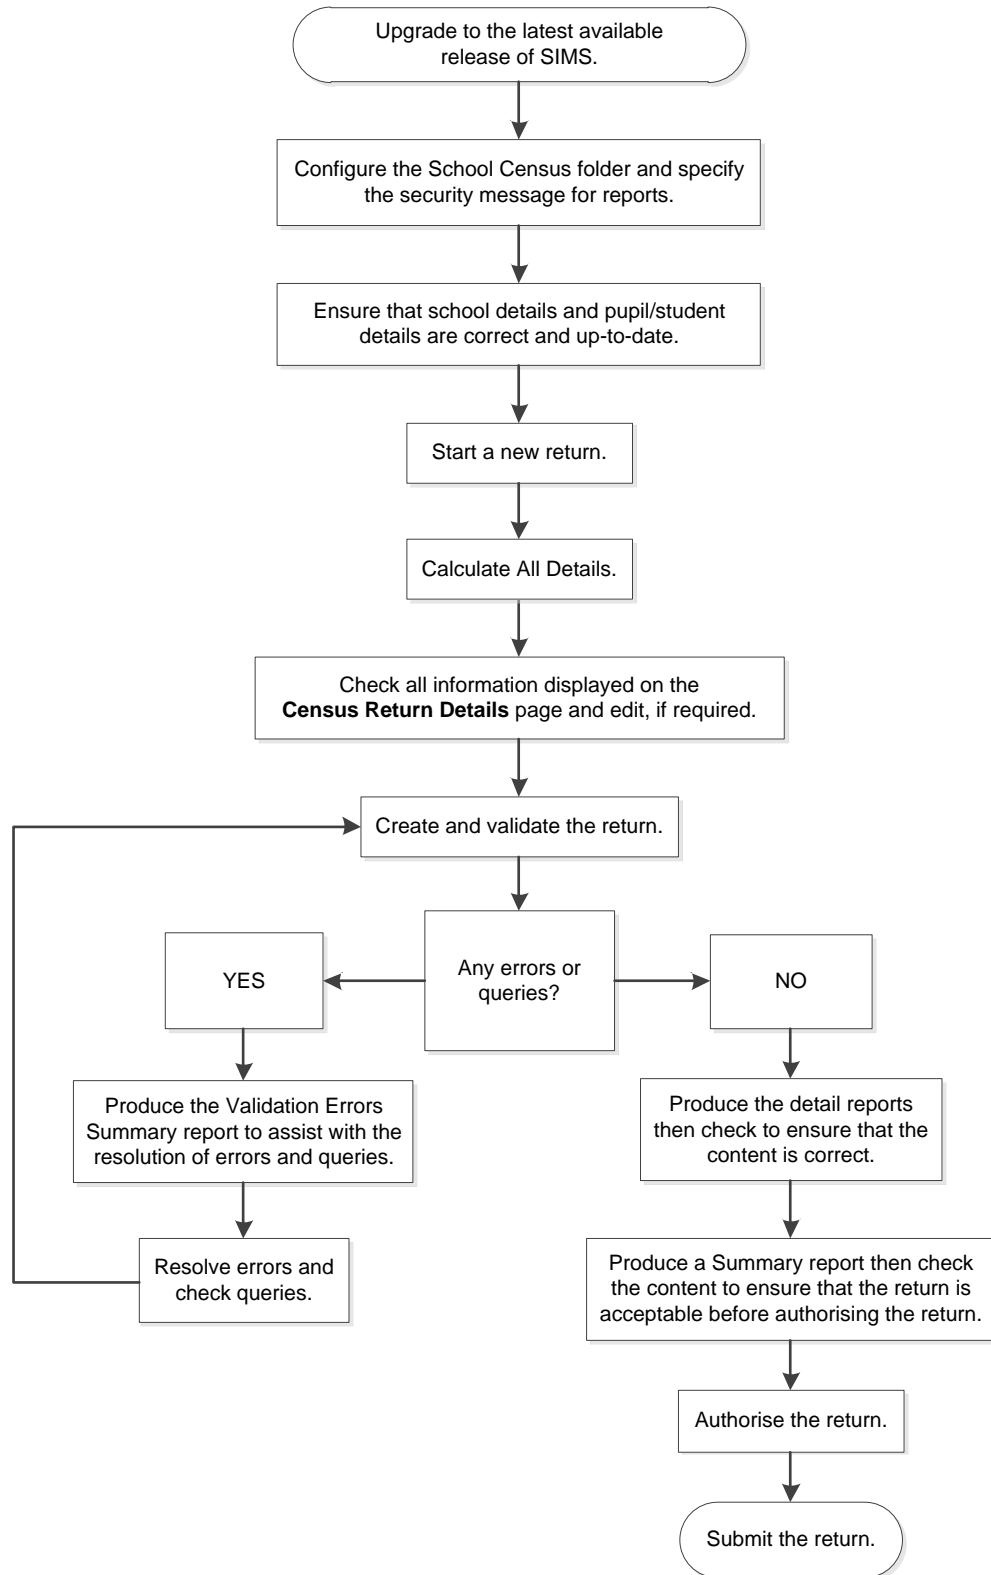 Upgrade to the latest available
release of SIMS.
Configure the School Census folder and specify
the security message for reports.
Ensure that school details and pupil/student
details are correct and up-to-date.
Start a new return.
Calculate All Details.
Check all information displayed on the
Census Return Details page and edit, if required.
Create and validate the return.
Any errors or
queries?
YES
NO
Produce the Validation Errors
Summary report to assist with the
resolution of errors and queries.
Resolve errors and
check queries.
Produce the detail reports
then check to ensure that the
content is correct.
Produce a Summary report then check
the content to ensure that the return is
acceptable before authorising the return.
Authorise the return.
Submit the return.